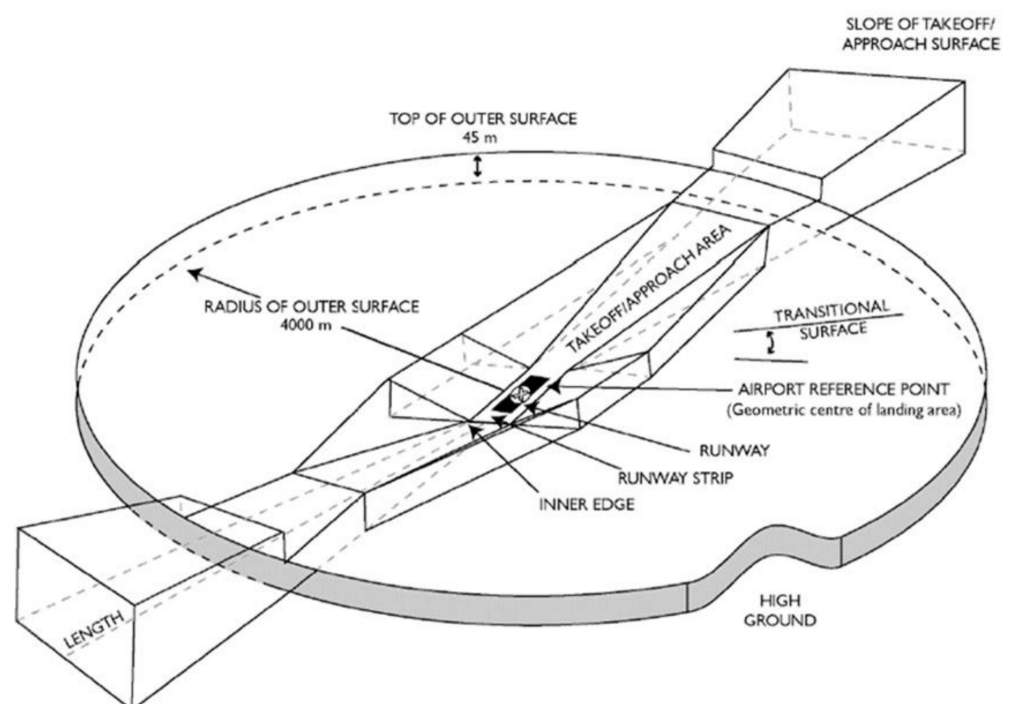 SLOPE OF TAKEOFF/
APPROACH SURFACE
TOP OF OUTER SURFACE
45 m
TAKEOFF/APPROACH AREA
RADIUS OF OUTER SURFACE
4000 m
TRANSITIONAL
SURFACE
AIRPORT REFERENCE POINT
(Geometric centre of landing area)
RUNWAY
RUNWAY STRIP
INNER EDGE
HIGH
GROUND
LENGTH